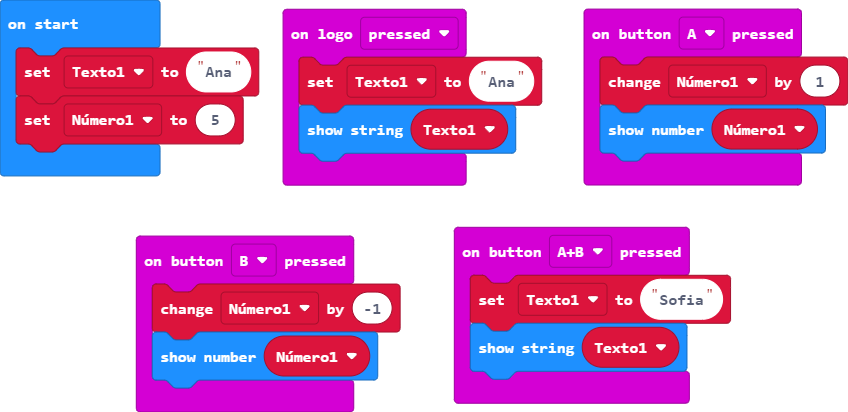 on start
set Texto1 to "Ana"
set Número1 to 5
on logo pressed
set Texto1 to "Ana"
show string Texto1
on button A pressed
change Número1 by 1
show number Número1
on button B pressed
change Número1 by -1
show number Número1
on button A+B pressed
set Texto1 to "Sofia"
show string Texto1